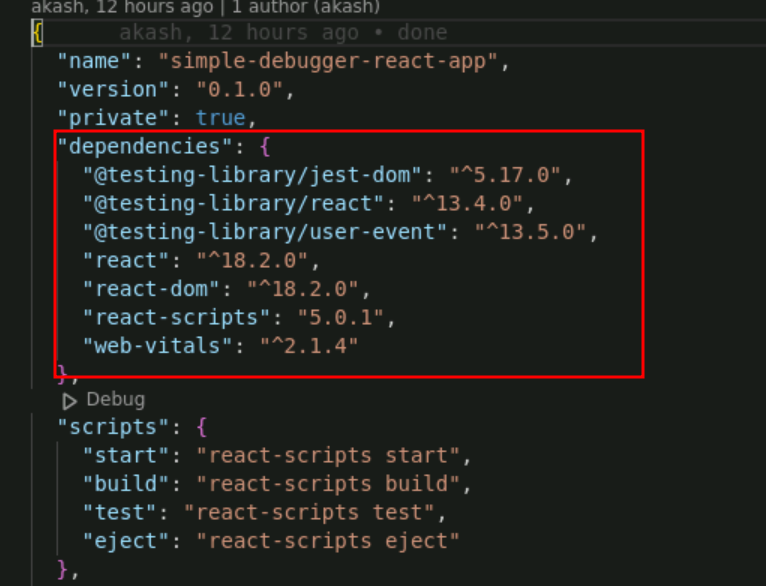 akash, 12 hours ago | 1 author (akash)
{ akash, 12 hours ago • done
"name": "simple-debugger-react-app",
"version": "0.1.0",
"private": true,
"dependencies": {
"@testing-library/jest-dom": "^5.17.0",
"@testing-library/react": "^13.4.0",
"@testing-library/user-event": "^13.5.0",
"react": "^18.2.0",
"react-dom": "^18.2.0",
"react-scripts": "5.0.1",
"web-vitals": "^2.1.4"
},
Debug
"scripts": {
"start": "react-scripts start",
"build": "react-scripts build",
"test": "react-scripts test",
"eject": "react-scripts eject"
},